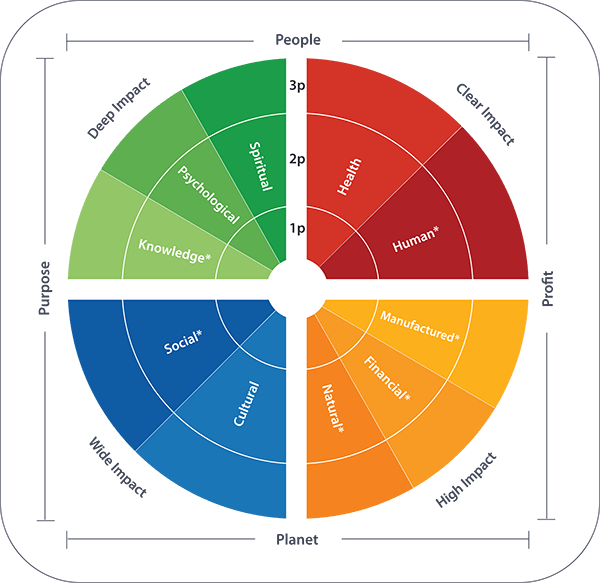 People
Deep Impact
Clear Impact
3p
2p
1p
Spiritual
Psychological
Knowledge*
Health
Human*
Purpose
Profit
Social*
Cultural
Manufactured*
Financial*
Natural*
Wide Impact
High Impact
Planet